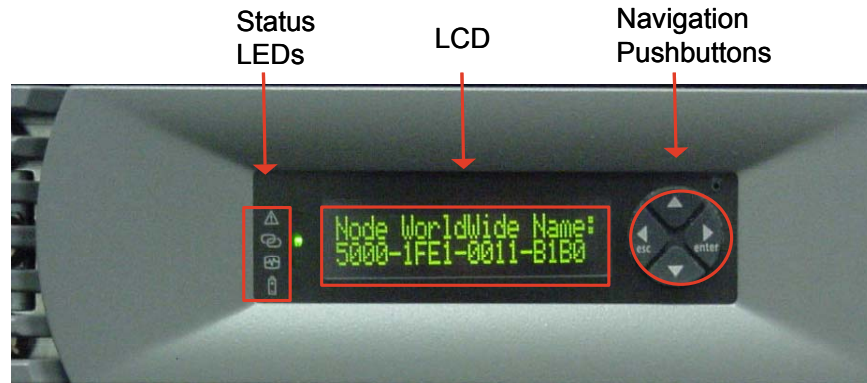 Status
LEDs
LCD
Navigation
Pushbuttons
Node WorldWide Name:
5000-1FE1-0011-B1B0
esc
enter